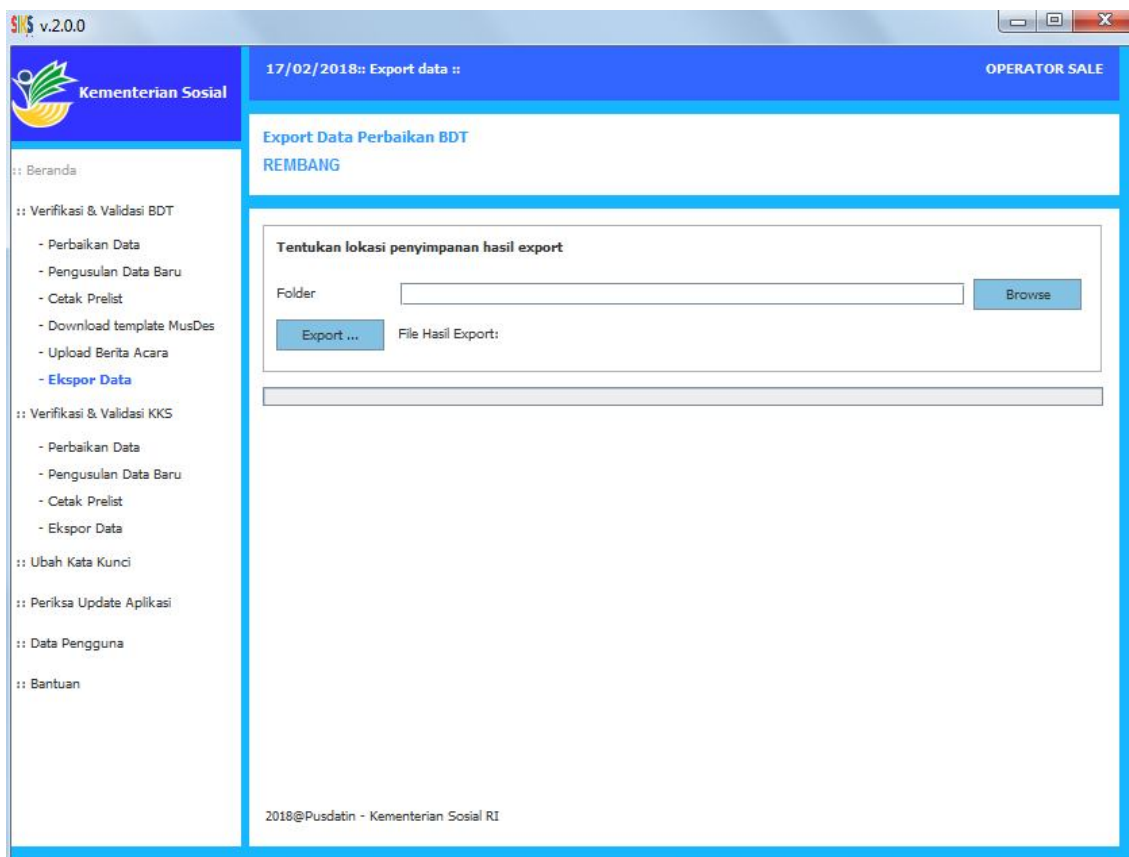 SIKS v.2.0.0
Kementerian Sosial
17/02/2018:: Export data ::
OPERATOR SALE
Export Data Perbaikan BDT
REMBANG
:: Beranda
:: Verifikasi & Validasi BDT
- Perbaikan Data
- Pengusulan Data Baru
- Cetak Prelist
- Download template MusDes
- Upload Berita Acara
- Ekspor Data
:: Verifikasi & Validasi KKS
- Perbaikan Data
- Pengusulan Data Baru
- Cetak Prelist
- Ekspor Data
:: Ubah Kata Kunci
:: Periksa Update Aplikasi
:: Data Pengguna
:: Bantuan
Tentukan lokasi penyimpanan hasil export
Folder
Browse
Export ...
File Hasil Export:
2018@Pusdatin - Kementerian Sosial RI